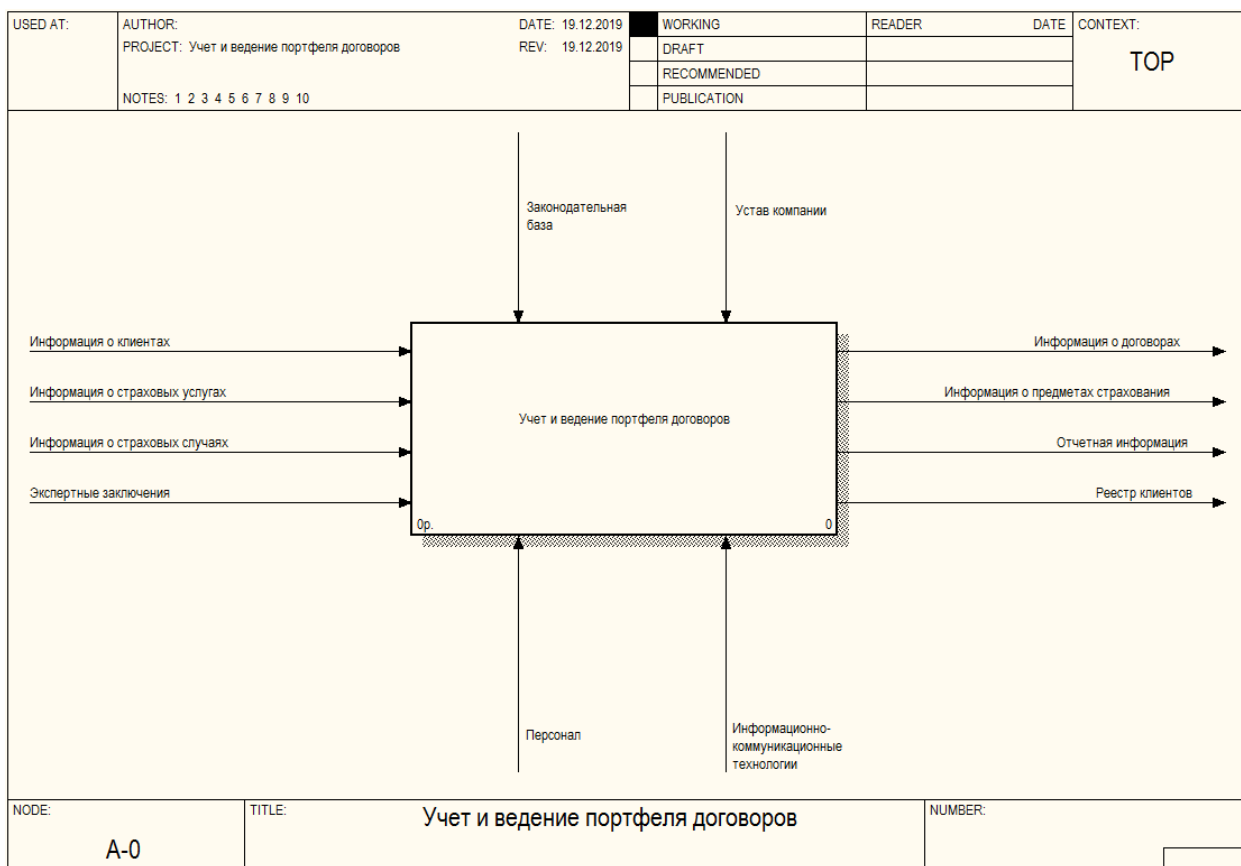 USED AT:
AUTHOR:
DATE: 19.12.2019
WORKING
READER
DATE
CONTEXT:
PROJECT: Учет и ведение портфеля договоров
REV: 19.12.2019
DRAFT
TOP
RECOMMENDED
NOTES: 1 2 3 4 5 6 7 8 9 10
PUBLICATION
Законодательная
база
Устав компании
Информация о клиентах
Информация о договорах
Информация о страховых услугах
Информация о предметах страхования
Учет и ведение портфеля договоров
Информация о страховых случаях
Отчетная информация
Экспертные заключения
Реестр клиентов
0р.
0
Персонал
Информационно-
коммуникационные
технологии
NODE:
TITLE:
Учет и ведение портфеля договоров
NUMBER:
A-0